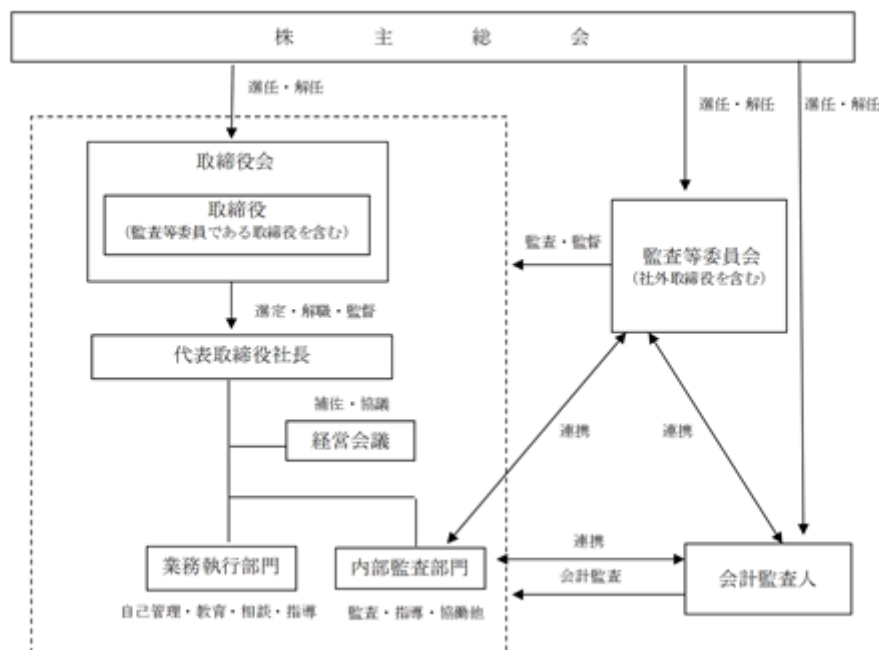 株主総会
選任・解任
選任・解任
選任・解任
取締役会
取締役
(監査等委員である取締役を含む)
監査・監督
監査等委員会
(社外取締役を含む)
選定・解職・監督
代表取締役社長
補佐・協議
経営会議
連携
連携
業務執行部門
内部監査部門
連携
会計監査
会計監査人
自己管理・教育・相談・指導
監査・指導・協働他